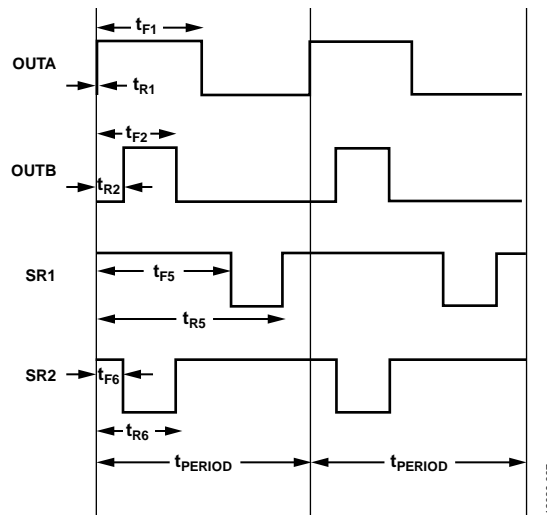 tF1
OUTA
tR1
tF2
OUTB
tR2
SR1
tF5
tR5
SR2
tF6
tR6
tPERIOD
tPERIOD